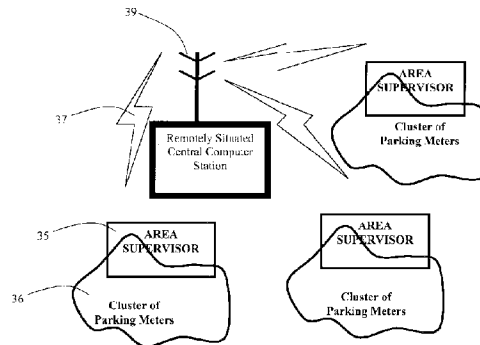 39
AREA
SUPERVISOR
37
Remotely Situated
Central Computer
Station
Cluster of
Parking Meters
35
AREA
SUPERVISOR
AREA
SUPERVISOR
36
Cluster of
Parking Meters
Cluster of
Parking Meters